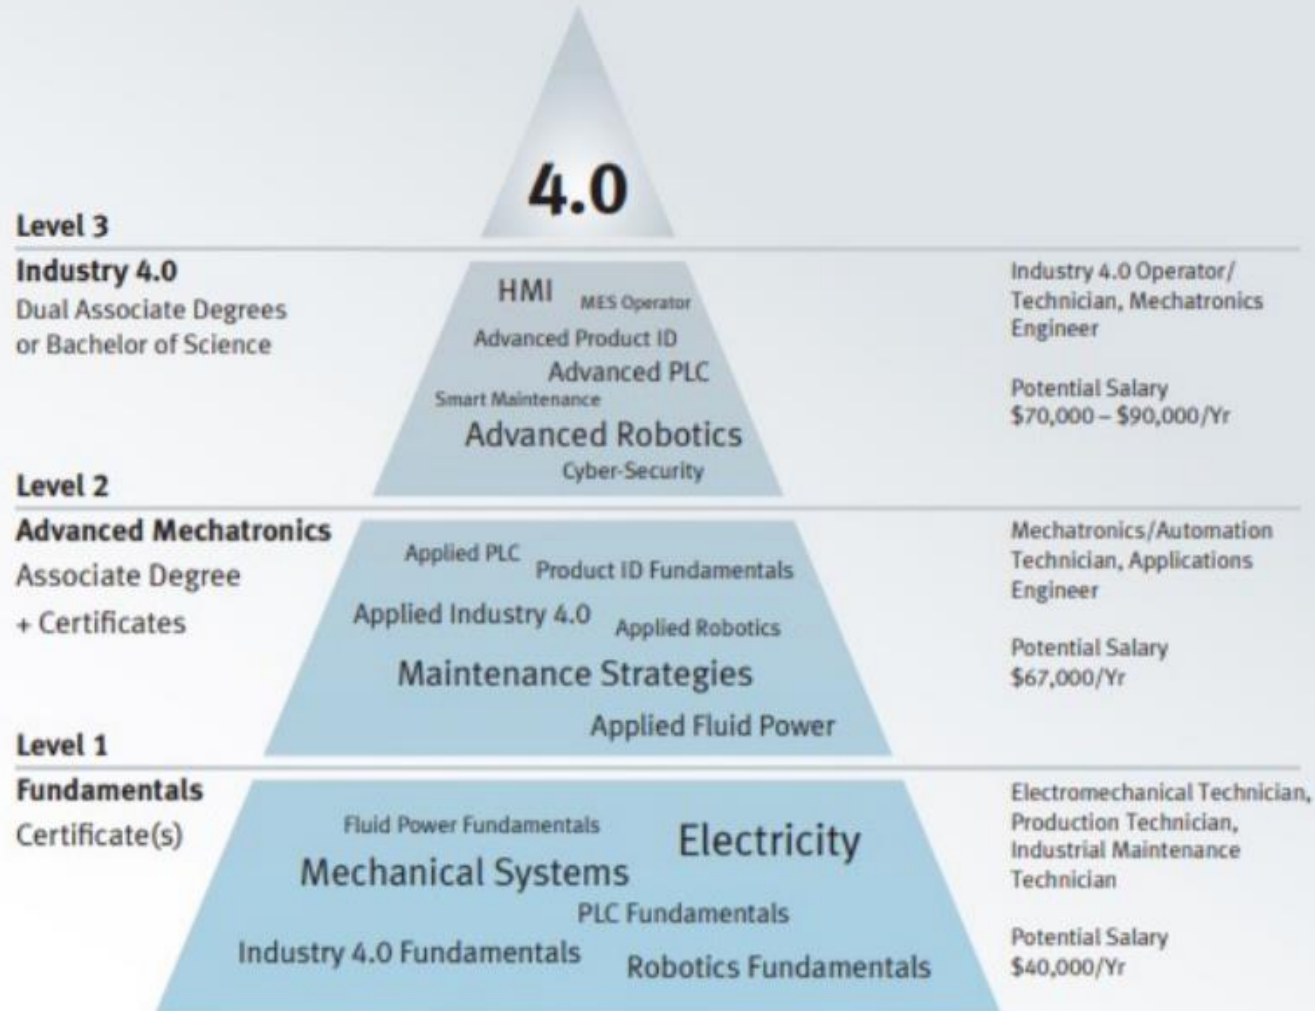 4.0
Level 3
Industry 4.0
Dual Associate Degrees
or Bachelor of Science
HMI
MES Operator
Advanced Product ID
Advanced PLC
Smart Maintenance
Advanced Robotics
Cyber-Security
Industry 4.0 Operator/
Technician, Mechatronics
Engineer
Potential Salary
$70,000 – $90,000/Yr
Level 2
Advanced Mechatronics
Associate Degree
+ Certificates
Applied PLC
Product ID Fundamentals
Applied Industry 4.0
Applied Robotics
Maintenance Strategies
Applied Fluid Power
Mechatronics/Automation
Technician, Applications
Engineer
Potential Salary
$67,000/Yr
Level 1
Fundamentals
Certificate(s)
Fluid Power Fundamentals
Electricity
Mechanical Systems
PLC Fundamentals
Industry 4.0 Fundamentals
Robotics Fundamentals
Electromechanical Technician,
Production Technician,
Industrial Maintenance
Technician
Potential Salary
$40,000/Yr